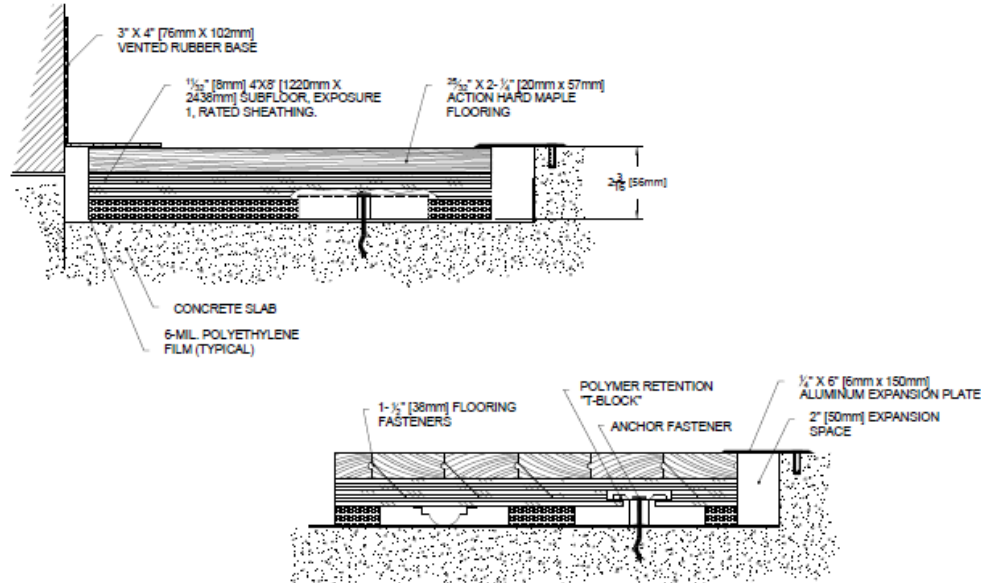 3" X 4" [76mm X 102mm]
VENTED RUBBER BASE
11/32" [8mm] 4'X8' [1220mm X
2438mm] SUBFLOOR, EXPOSURE
1, RATED SHEATHING.
25/32" X 2-1/4" [20mm x 57mm]
ACTION HARD MAPLE
FLOORING
2 3/16 [56mm]
CONCRETE SLAB
6-MIL. POLYETHYLENE
FILM (TYPICAL)
1-1/2" [38mm] FLOORING
FASTENERS
POLYMER RETENTION
"T-BLOCK"
ANCHOR FASTENER
1/4" X 6" [6mm x 150mm]
ALUMINUM EXPANSION PLATE
2" [50mm] EXPANSION
SPACE